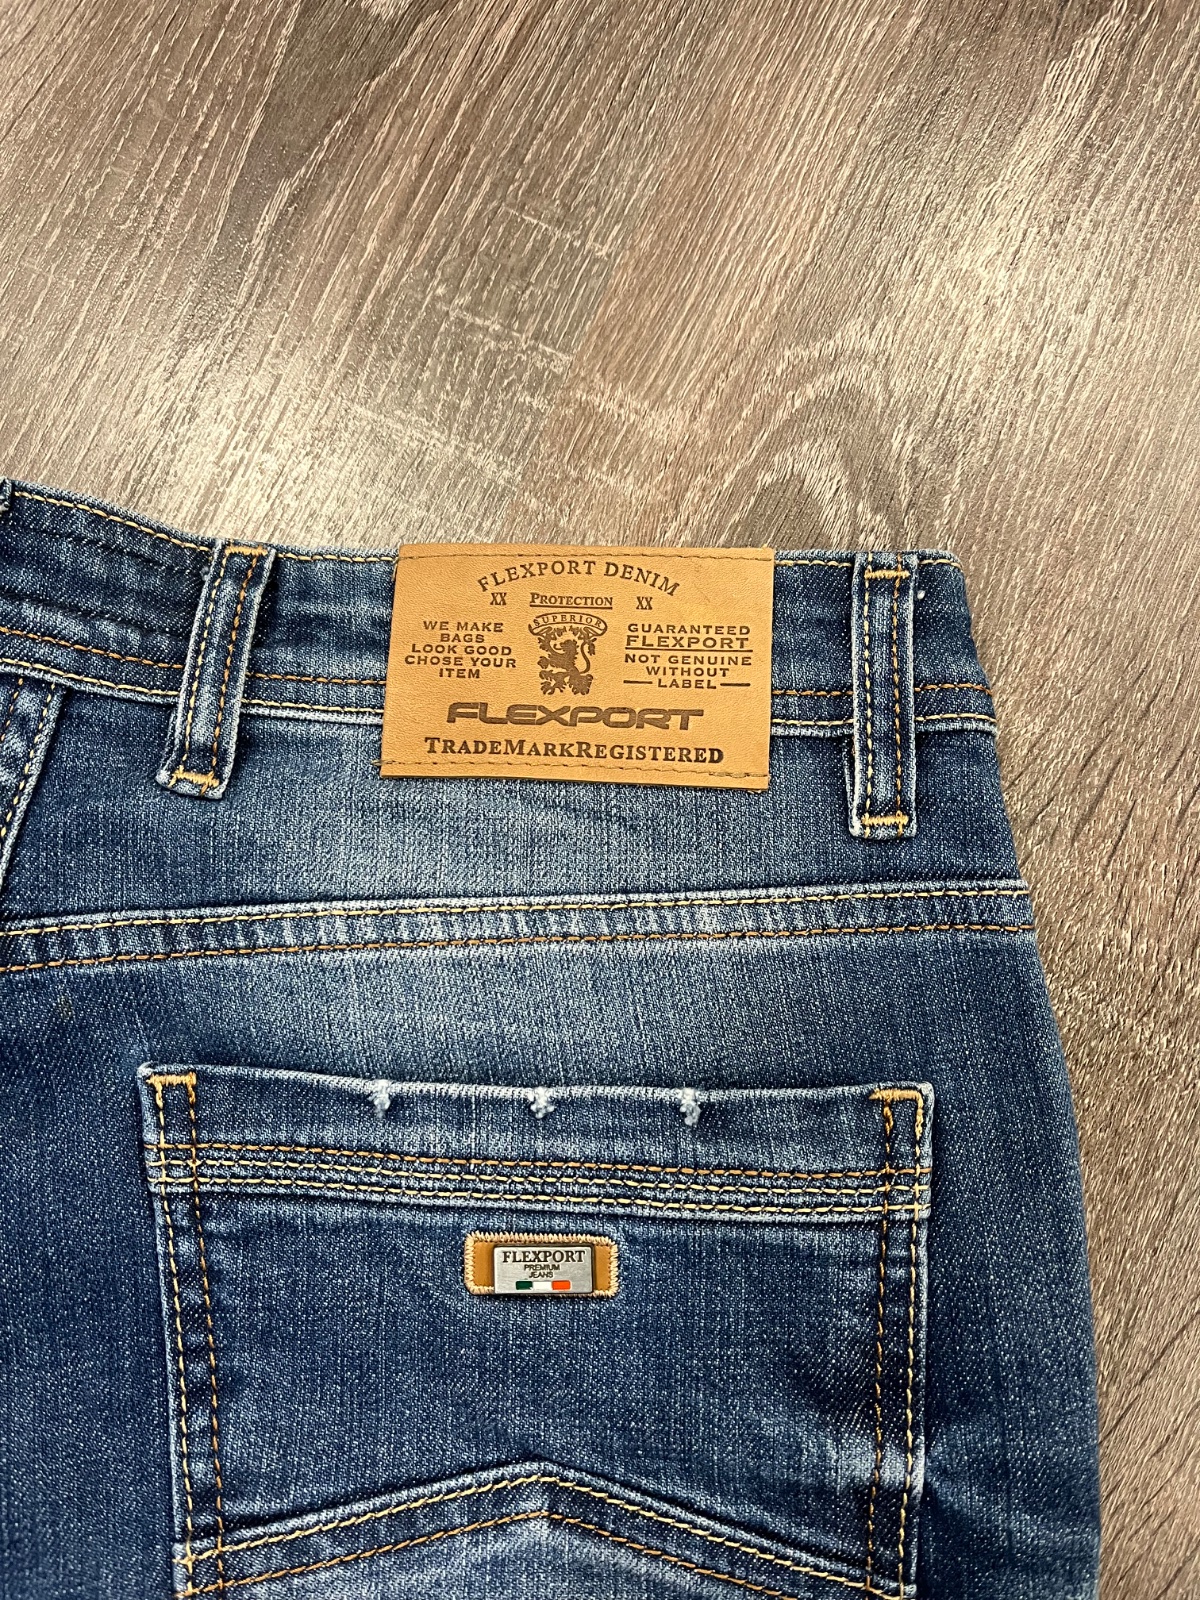 FLEXPORT DENIM
XX PROTECTION XX
SUPERIOR
WE MAKE
BAGS
LOOK GOOD
CHOSE YOUR
ITEM
GUARANTEED
FLEXPORT
NOT GENUINE
WITHOUT
LABEL
FLEXPORT
TRADEMARKREGISTERED
FLEXPORT
PREMIUM
JEANS